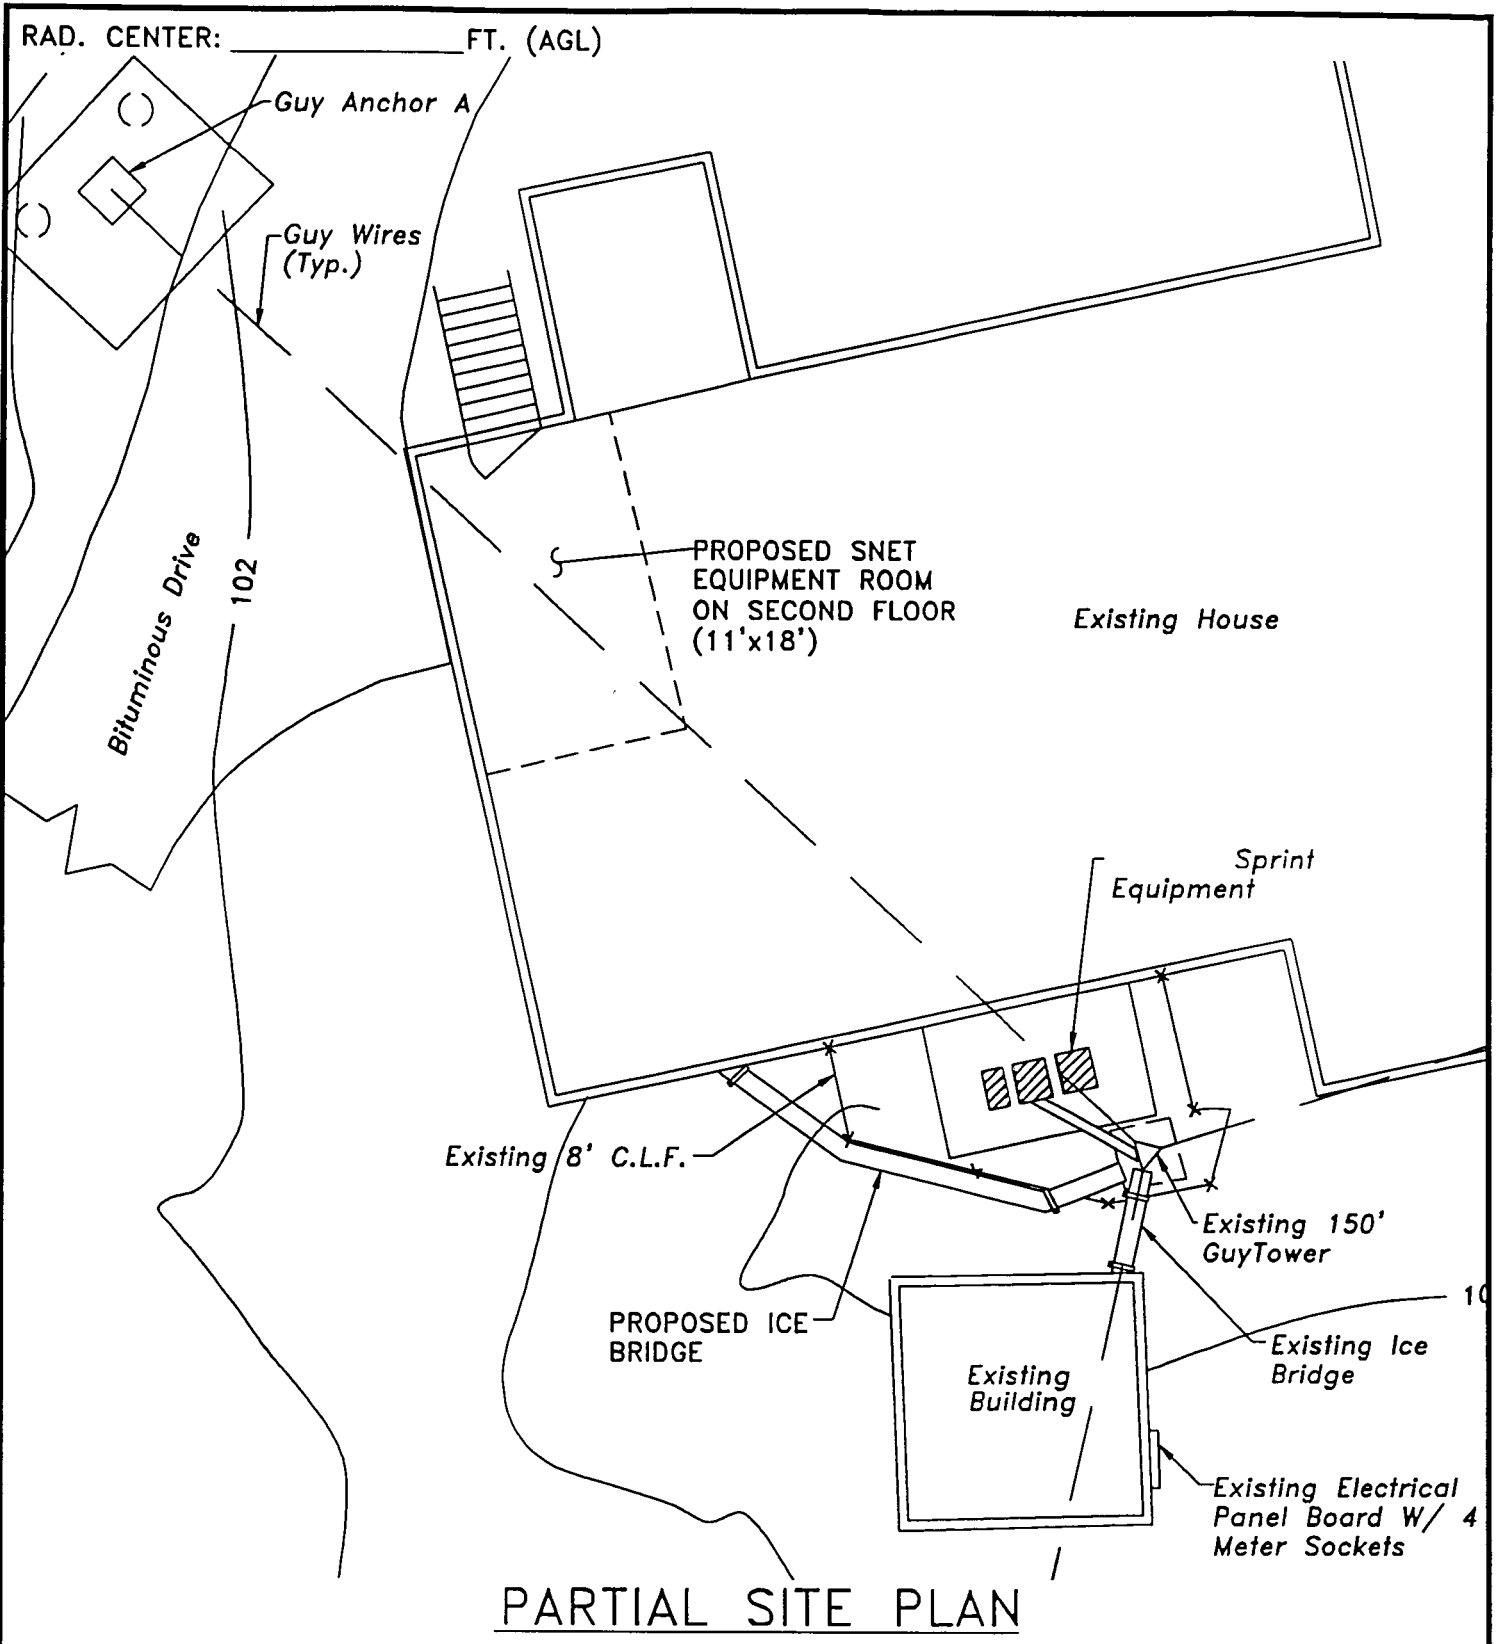 RAD. CENTER: ____________ FT. (AGL)
Guy Anchor A
Guy Wires
(Typ.)
Bituminous Drive
102
PROPOSED SNET
EQUIPMENT ROOM
ON SECOND FLOOR
(11'x18')
Existing House
Sprint
Equipment
Existing 8' C.L.F.
Existing 150'
GuyTower
PROPOSED ICE
BRIDGE
10
Existing Ice
Bridge
Existing
Building
Existing Electrical
Panel Board W/ 4
Meter Sockets
PARTIAL SITE PLAN